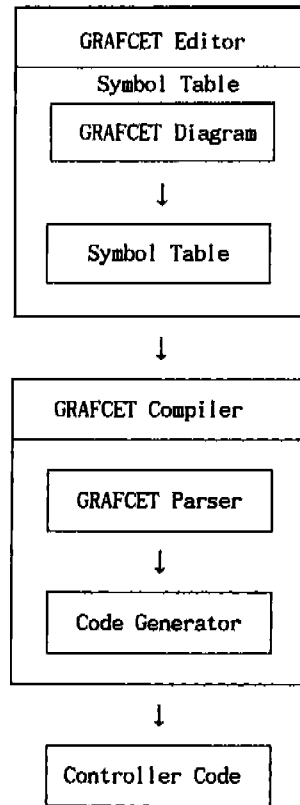 GRAFCET Editor
Symbol Table
GRAFCET Diagram
↓
Symbol Table
↓
GRAFCET Compiler
GRAFCET Parser
↓
Code Generator
↓
Controller Code